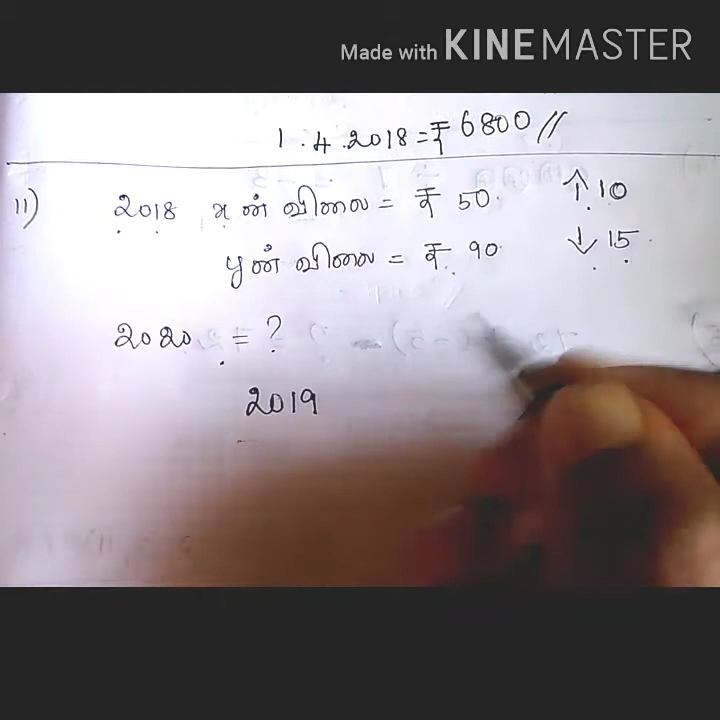 Made with KINEMASTER
1.4.2018 = ₹ 6800 //
11) 2018 மீன் விலை = ₹ 50. ↑ 10
பூண் விலை = ₹ 90 ↓ 15
2020 = ?
2019